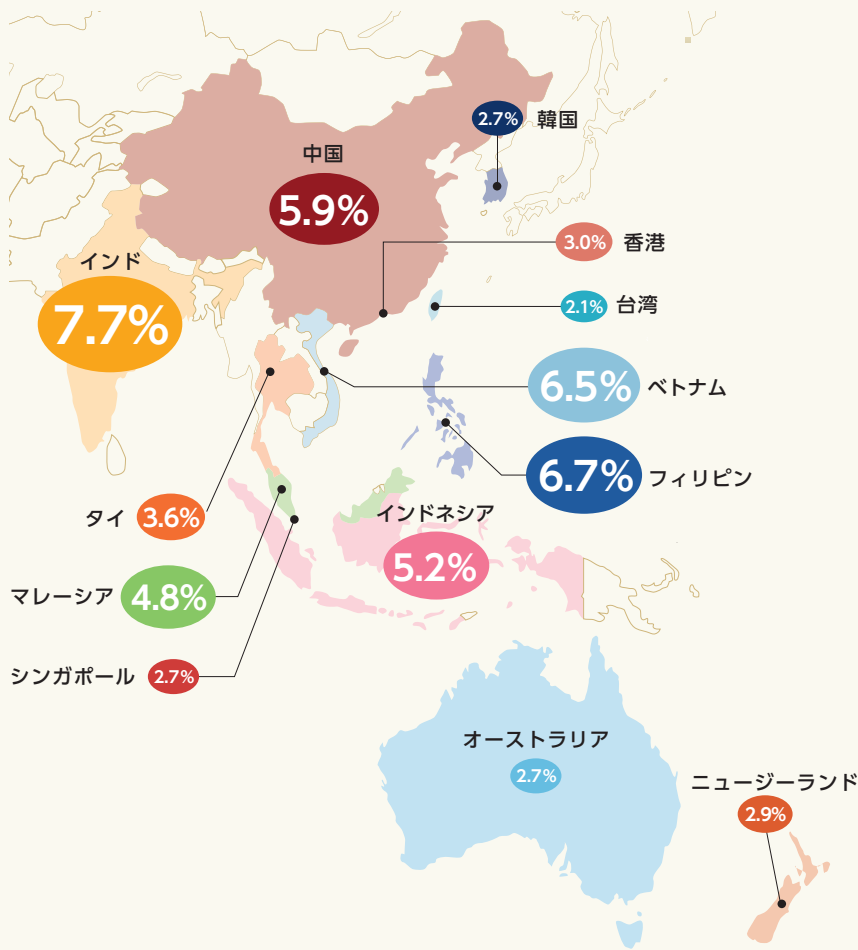 2.7% 韓国
中国
5.9%
3.0% 香港
インド
7.7%
2.1% 台湾
6.5% ベトナム
6.7% フィリピン
タイ 3.6%
インドネシア
5.2%
マレーシア 4.8%
シンガポール 2.7%
オーストラリア
2.7%
ニュージーランド
2.9%